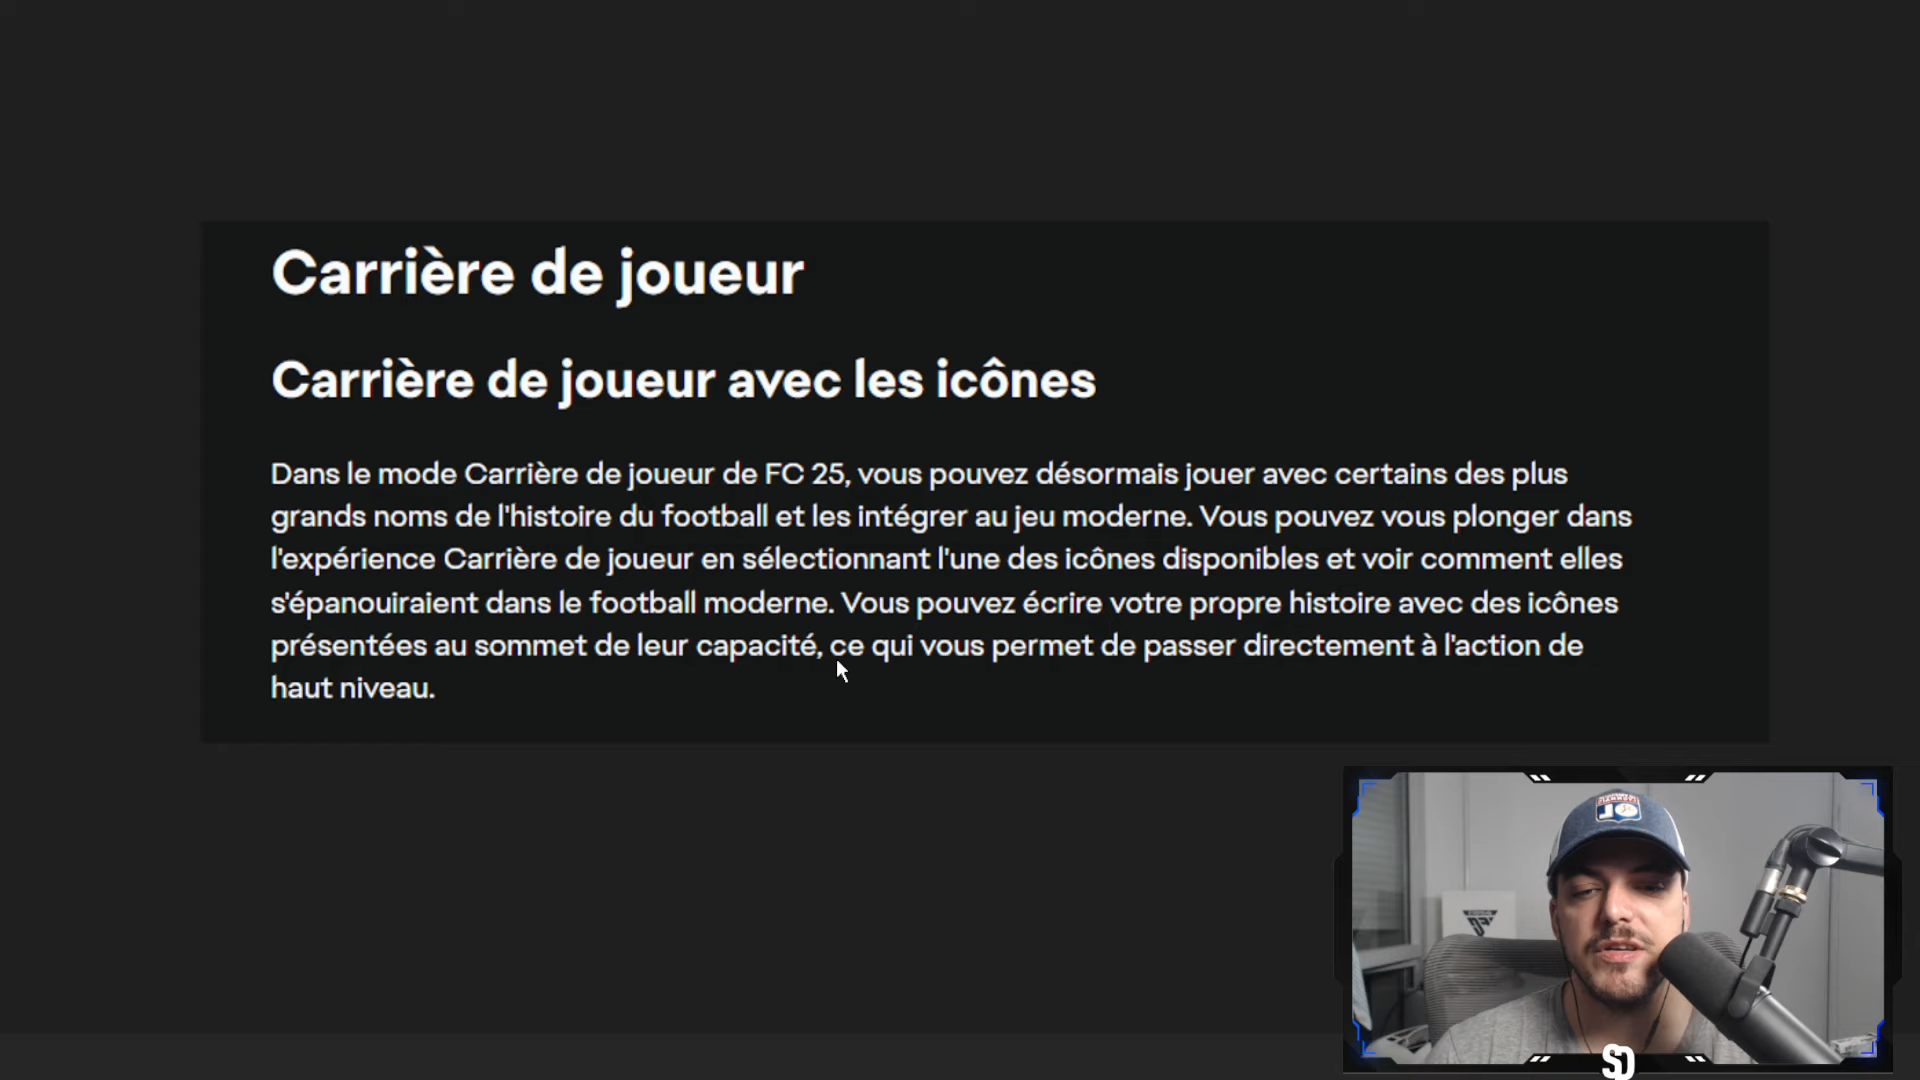 Carrière de joueur
Carrière de joueur avec les icônes
Dans le mode Carrière de joueur de FC 25, vous pouvez désormais jouer avec certains des plus
grands noms de l'histoire du football et les intégrer au jeu moderne. Vous pouvez vous plonger dans
l'expérience Carrière de joueur en sélectionnant l'une des icônes disponibles et voir comment elles
s'épanouiraient dans le football moderne. Vous pouvez écrire votre propre histoire avec des icônes
présentées au sommet de leur capacité, ce qui vous permet de passer directement à l'action de
haut niveau.
SD